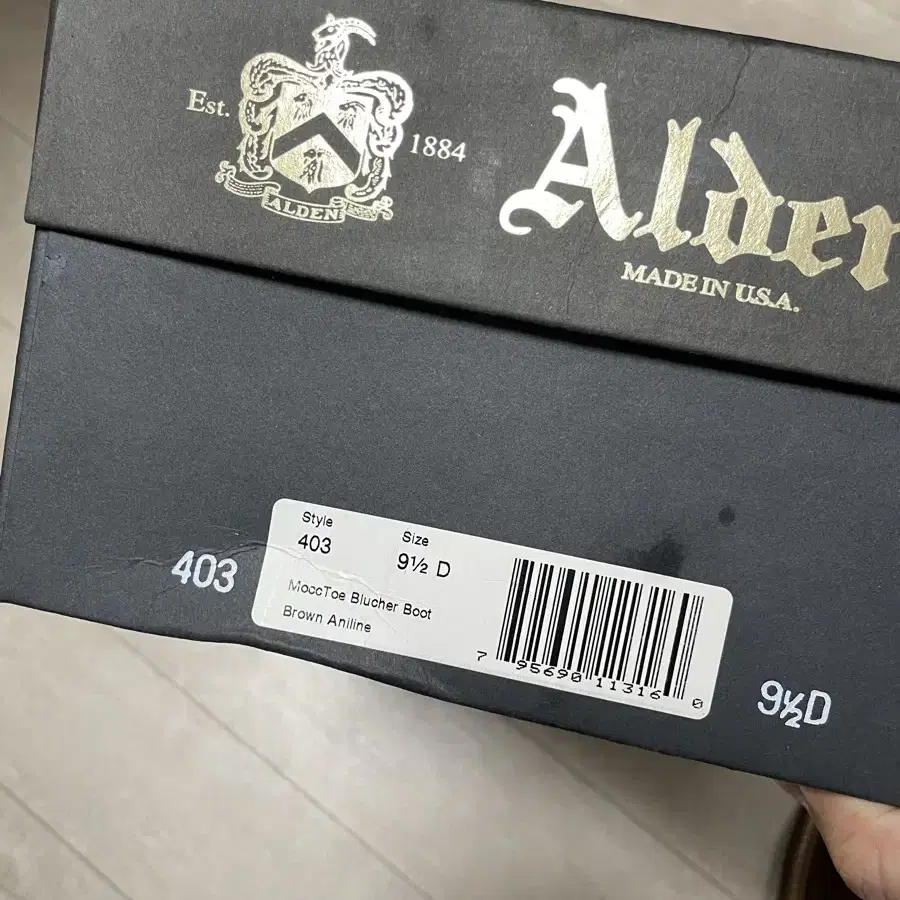 Est.
1884
ALDEN
Alden
MADE IN U.S.A.
Style
403
Size
9½ D
MoccToe Blucher Boot
Brown Aniline
7 95690 11316 0
403
9½D